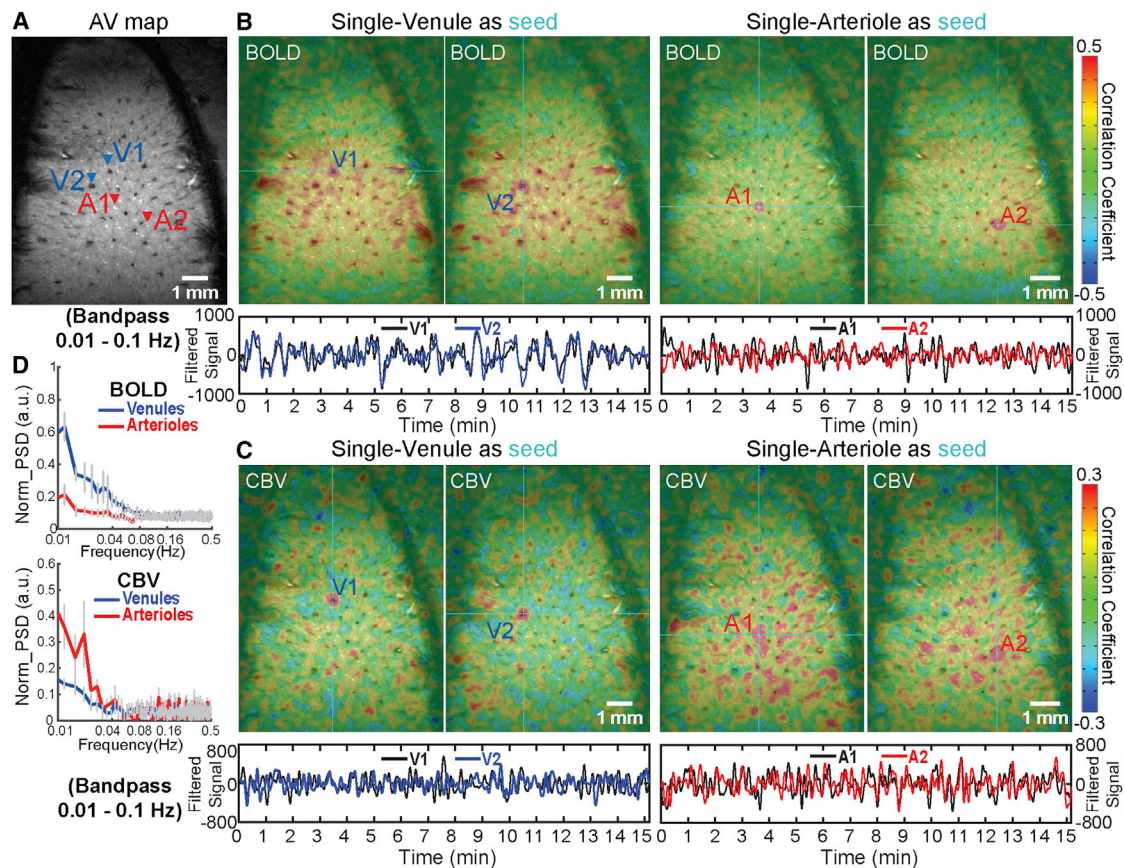 A
AV map
V1
V2
A1
A2
1 mm
(Bandpass
0.01 - 0.1 Hz)
B
Single-Venule as seed
Single-Arteriole as seed
BOLD
V1
BOLD
V2
1 mm
BOLD
A1
BOLD
A2
1 mm
0.5
Correlation Coefficient
-0.5
1000
0
-1000
Filtered
Signal
V1
V2
0 1 2 3 4 5 6 7 8 9 10 11 12 13 14 15
Time (min)
A1
A2
1000
0
-1000
Filtered
Signal
0 1 2 3 4 5 6 7 8 9 10 11 12 13 14 15
Time (min)
D
BOLD
Venules
Arterioles
Norm_PSD (a.u.)
1
0.8
0.6
0.4
0.2
0
0.01 0.04 0.08 0.16 0.5
Frequency(Hz)
CBV
Venules
Arterioles
Norm_PSD (a.u.)
0.6
0.5
0.4
0.3
0.2
0.1
0
0.01 0.04 0.08 0.16 0.5
Frequency(Hz)
(Bandpass
0.01 - 0.1 Hz)
C
Single-Venule as seed
Single-Arteriole as seed
CBV
V1
CBV
V2
1 mm
CBV
A1
CBV
A2
1 mm
0.3
Correlation Coefficient
-0.3
800
0
-800
Filtered
Signal
V1
V2
0 1 2 3 4 5 6 7 8 9 10 11 12 13 14 15
Time (min)
A1
A2
800
0
-800
Filtered
Signal
0 1 2 3 4 5 6 7 8 9 10 11 12 13 14 15
Time (min)